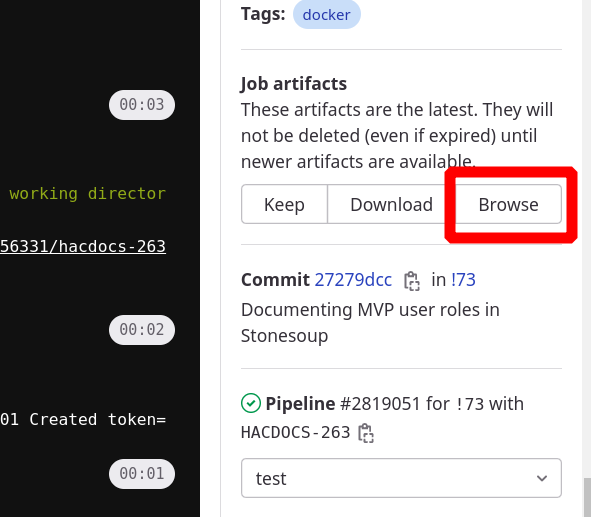 Tags: docker
Job artifacts
00:03
These artifacts are the latest. They will
not be deleted (even if expired) until
newer artifacts are available.
working director
Keep Download Browse
56331/hacdocs-263
Commit 27279dcc in !73
Documenting MVP user roles in
00:02
Stonesoup
Pipeline #2819051 for !73 with
01 Created token=
HACDOCS-263
00:01
test